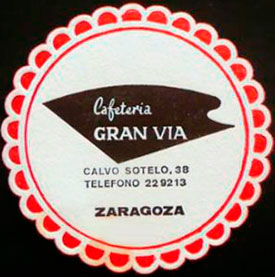 Cafeteria
GRAN VIA
CALVO SOTELO, 38
TELEFONO 229213
ZARAGOZA